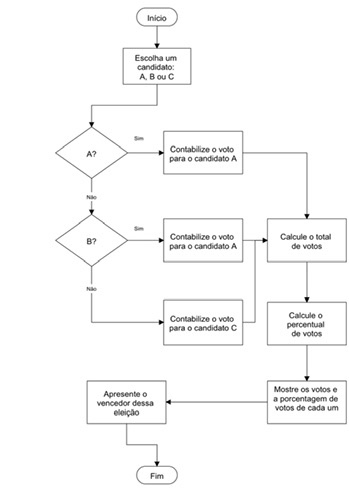 Início
Escolha um
candidato:
A, B ou C
A?
Sim
Contabilize o voto
para o candidato A
Não
B?
Sim
Contabilize o voto
para o candidato A
Calcule o total
de votos
Não
Contabilize o voto
para o candidato C
Calcule o
percentual
de votos
Mostre os votos e
a porcentagem de
votos de cada um
Apresente o
vencedor dessa
eleição
Fim